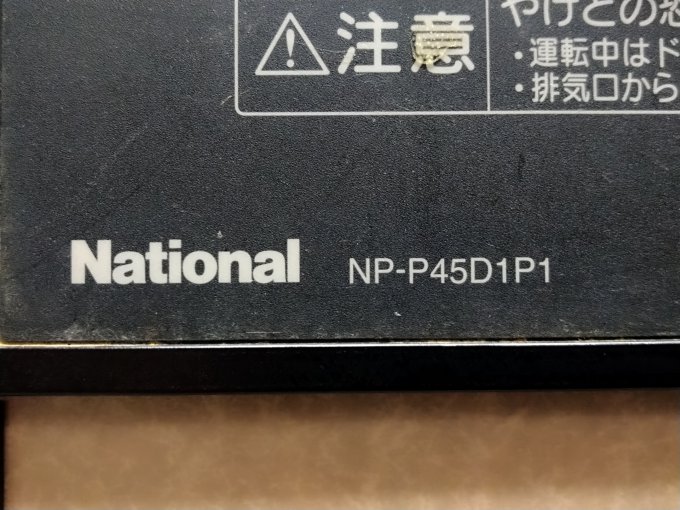 やけどの恐
注意
・運転中はド
・排気口から
National NP-P45D1P1